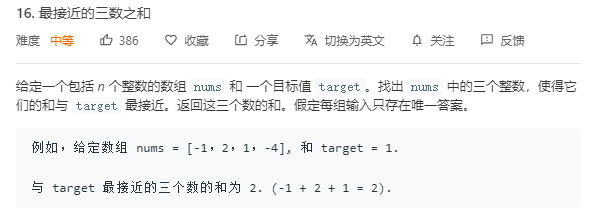 16. 最接近的三数之和
难度 中等 386 收藏 分享 切换为英文 关注 反馈
给定一个包括 n 个整数的数组 nums 和 一个目标值 target。找出 nums 中的三个整数，使得它
们的和与 target 最接近。返回这三个数的和。假定每组输入只存在唯一答案。
例如，给定数组 nums = [-1，2，1，-4], 和 target = 1.
与 target 最接近的三个数的和为 2. (-1 + 2 + 1 = 2).